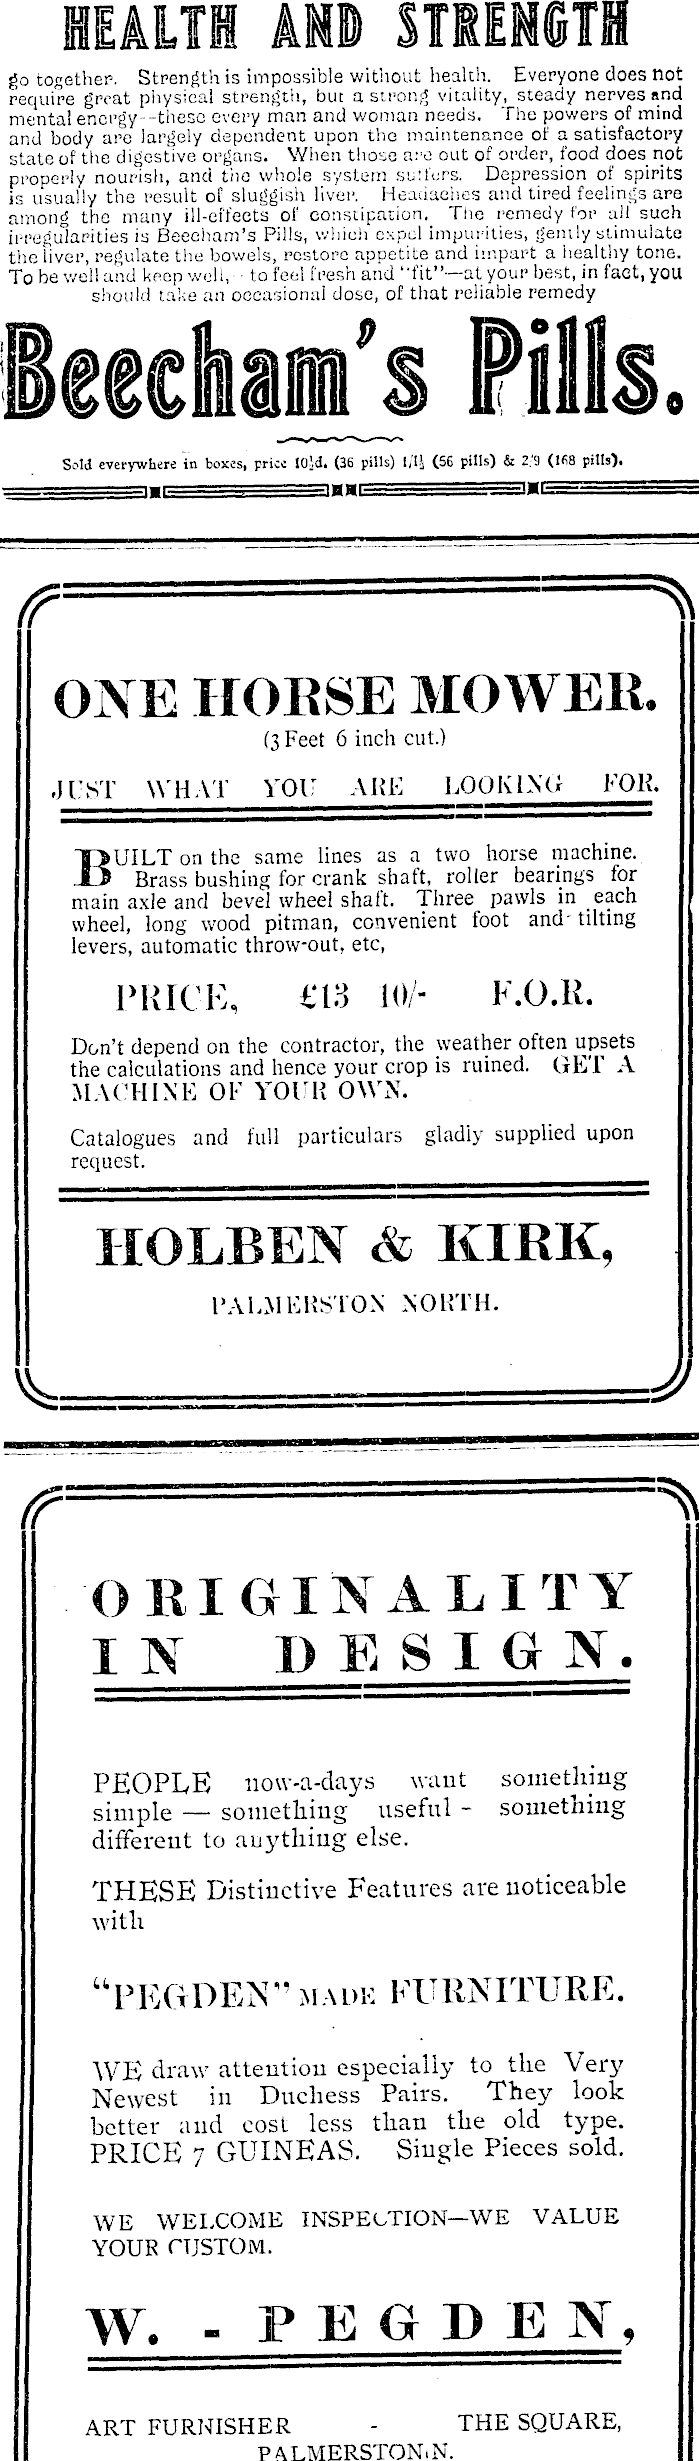 HEALTH AND STRENGTH
go together. Strength is impossible without health. Everyone does not
require great physical strength, but a strong vitality, steady nerves and
mental energy--these every man and woman needs. The powers of mind
and body are largely dependent upon the maintenance of a satisfactory
state of the digestive organs. When those are out of order, food does not
properly nourish, and the whole system suffers. Depression of spirits
is usually the result of sluggish liver. Headaches and tired feelings are
among the many ill-effects of constipation. The remedy for all such
irregularities is Beecham's Pills, which expel impurities, gently stimulate
the liver, regulate the bowels, restore appetite and impart a healthy tone.
To be well and keep well,--to feel fresh and "fit"—at your best, in fact, you
should take an occasional dose, of that reliable remedy
Beecham's Pills.
Sold everywhere in boxes, price 10½d. (36 pills) 1/1½ (56 pills) & 2/9 (168 pills).
ONE HORSE MOWER.
(3 Feet 6 inch cut.)
JUST WHAT YOU ARE LOOKING FOR.
BUILT on the same lines as a two horse machine.
Brass bushing for crank shaft, roller bearings for
main axle and bevel wheel shaft. Three pawls in each
wheel, long wood pitman, convenient foot and tilting
levers, automatic throw-out, etc,
PRICE, £13 10/- F.O.R.
Don't depend on the contractor, the weather often upsets
the calculations and hence your crop is ruined. GET A
MACHINE OF YOUR OWN.
Catalogues and full particulars gladly supplied upon
request.
HOLBEN & KIRK,
PALMERSTON NORTH.
ORIGINALITY
IN DESIGN.
PEOPLE now-a-days want something
simple — something useful - something
different to anything else.
THESE Distinctive Features are noticeable
with
"PEGDEN" MADE FURNITURE.
WE draw attention especially to the Very
Newest in Duchess Pairs. They look
better and cost less than the old type.
PRICE 7 GUINEAS. Single Pieces sold.
WE WELCOME INSPECTION—WE VALUE
YOUR CUSTOM.
W. - PEGDEN,
ART FURNISHER - THE SQUARE,
PALMERSTON N.